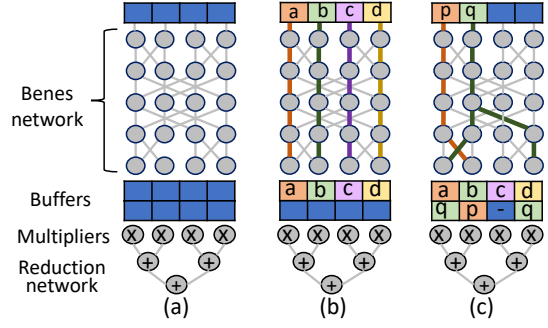 a b c d
p q
Benes
network
a b c d
a b c d
Buffers
q p - q
Multipliers
X X X X
X X X X
X X X X
Reduction
network
+ +
+ +
+ +
+
+
+
(a)
(b)
(c)